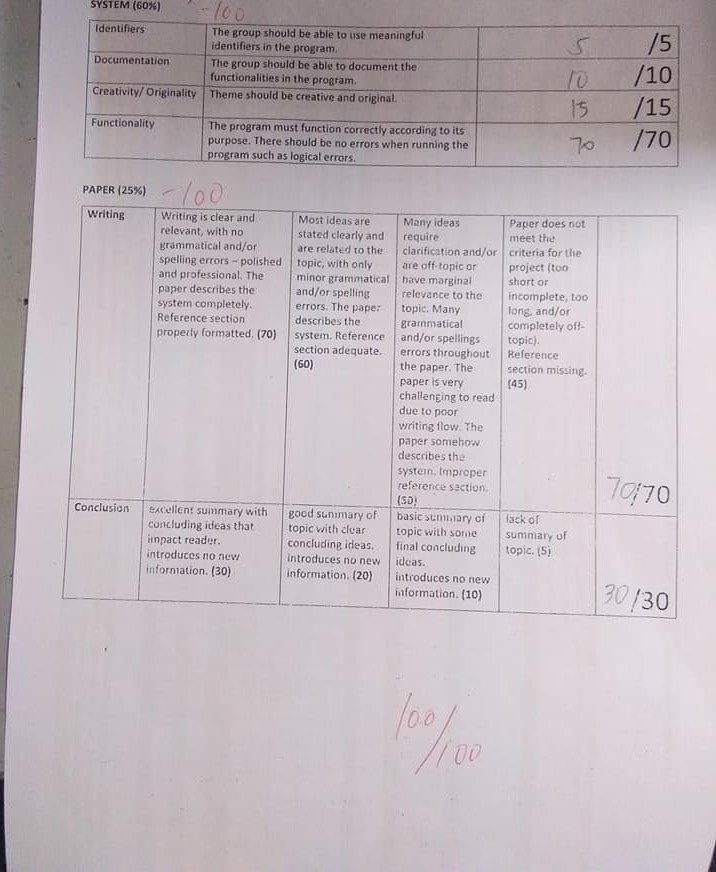 SYSTEM (60%) -100
Identifiers
The group should be able to use meaningful
identifiers in the program.
5 /5
Documentation
The group should be able to document the
functionalities in the program.
10 /10
Creativity/ Originality
Theme should be creative and original.
15 /15
Functionality
The program must function correctly according to its
purpose. There should be no errors when running the
program such as logical errors.
70 /70
PAPER (25%) -100
Writing
Writing is clear and
relevant, with no
grammatical and/or
spelling errors – polished
and professional. The
paper describes the
system completely.
Reference section
properly formatted. (70)
Most ideas are
stated clearly and
are related to the
topic, with only
minor grammatical
and/or spelling
errors. The paper
describes the
system. Reference
section adequate.
(60)
Many ideas
require
clarification and/or
are off-topic or
have marginal
relevance to the
topic. Many
grammatical
and/or spellings
errors throughout
the paper. The
paper is very
challenging to read
due to poor
writing flow. The
paper somehow
describes the
system. Improper
reference section.
(50)
Paper does not
meet the
criteria for the
project (too
short or
incomplete, too
long, and/or
completely off-
topic).
Reference
section missing.
(45)
70/70
Conclusion
excellent summary with
concluding ideas that
impact reader.
introduces no new
information. (30)
good summary of
topic with clear
concluding ideas.
introduces no new
information. (20)
basic summary of
topic with some
final concluding
ideas.
introduces no new
information. (10)
lack of
summary of
topic. (5)
30/30
100/100